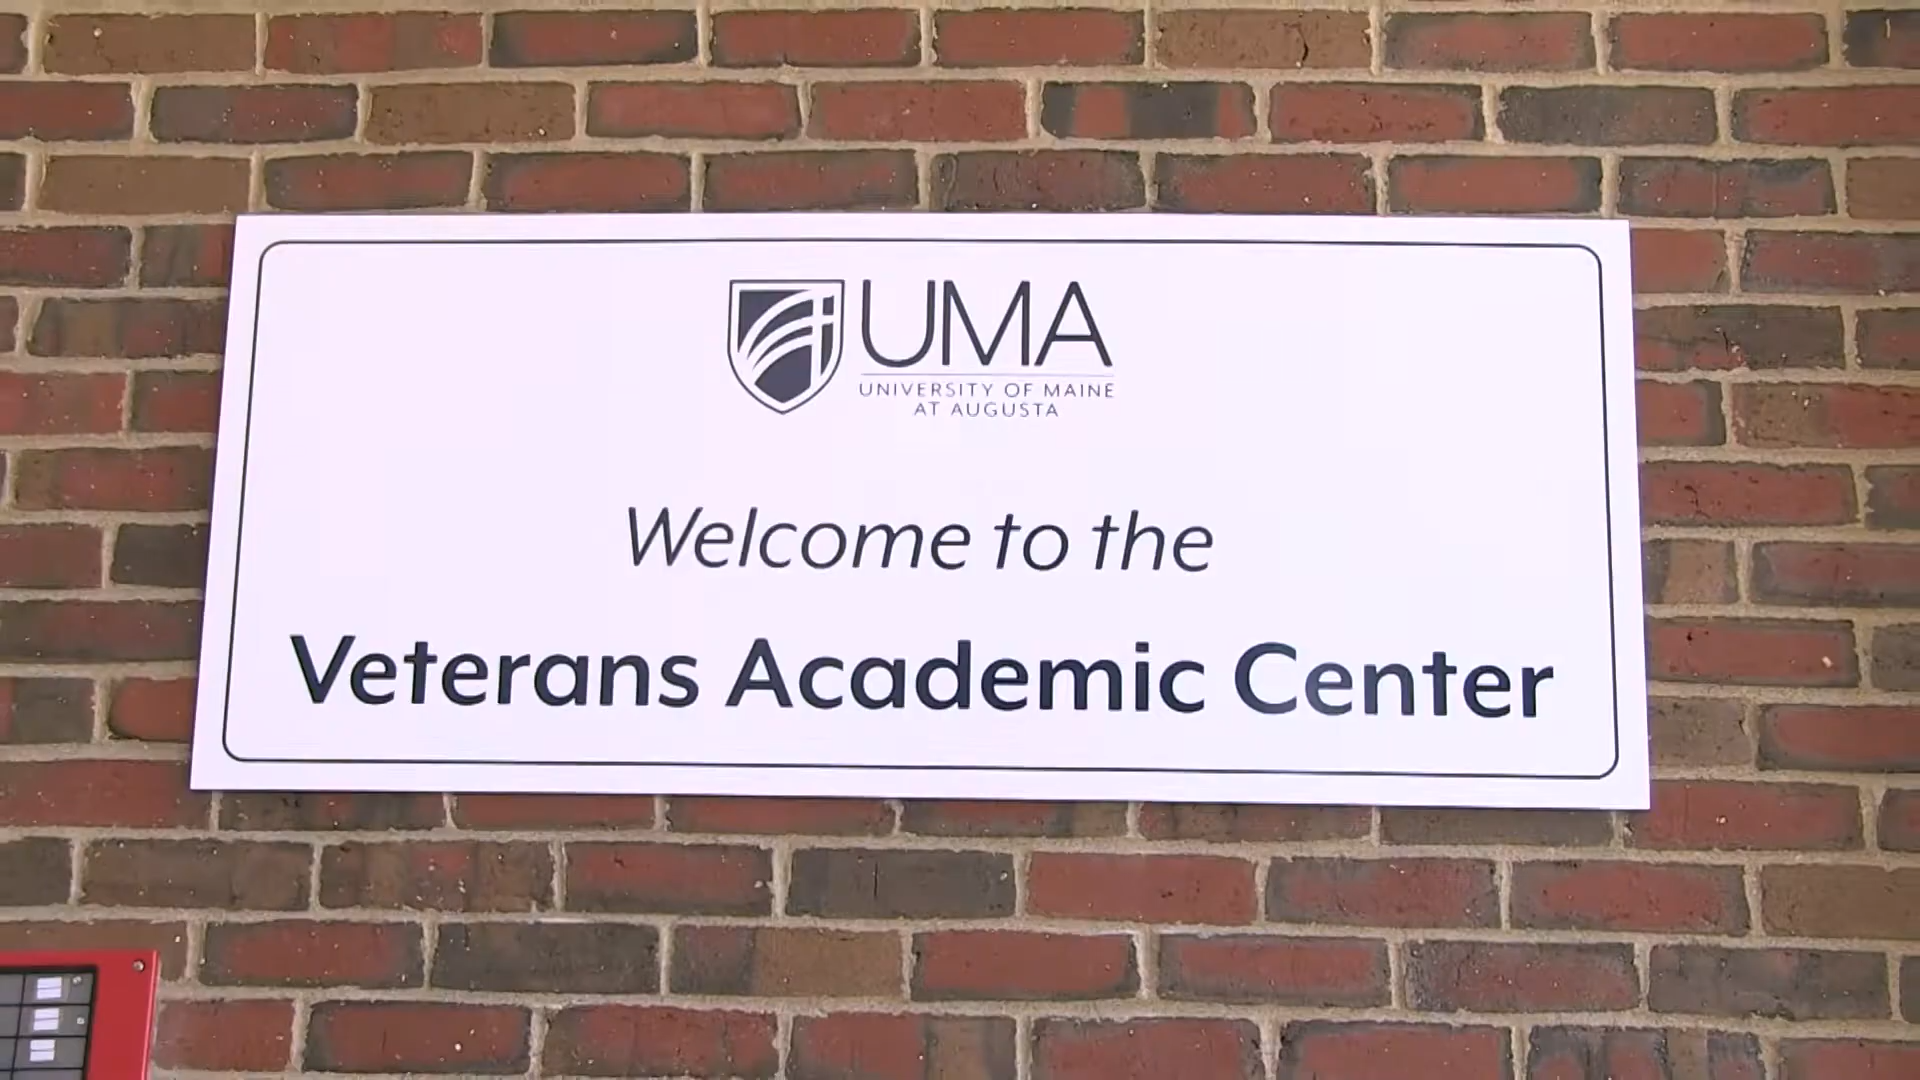 UMA
UNIVERSITY OF MAINE
AT AUGUSTA
Welcome to the
Veterans Academic Center